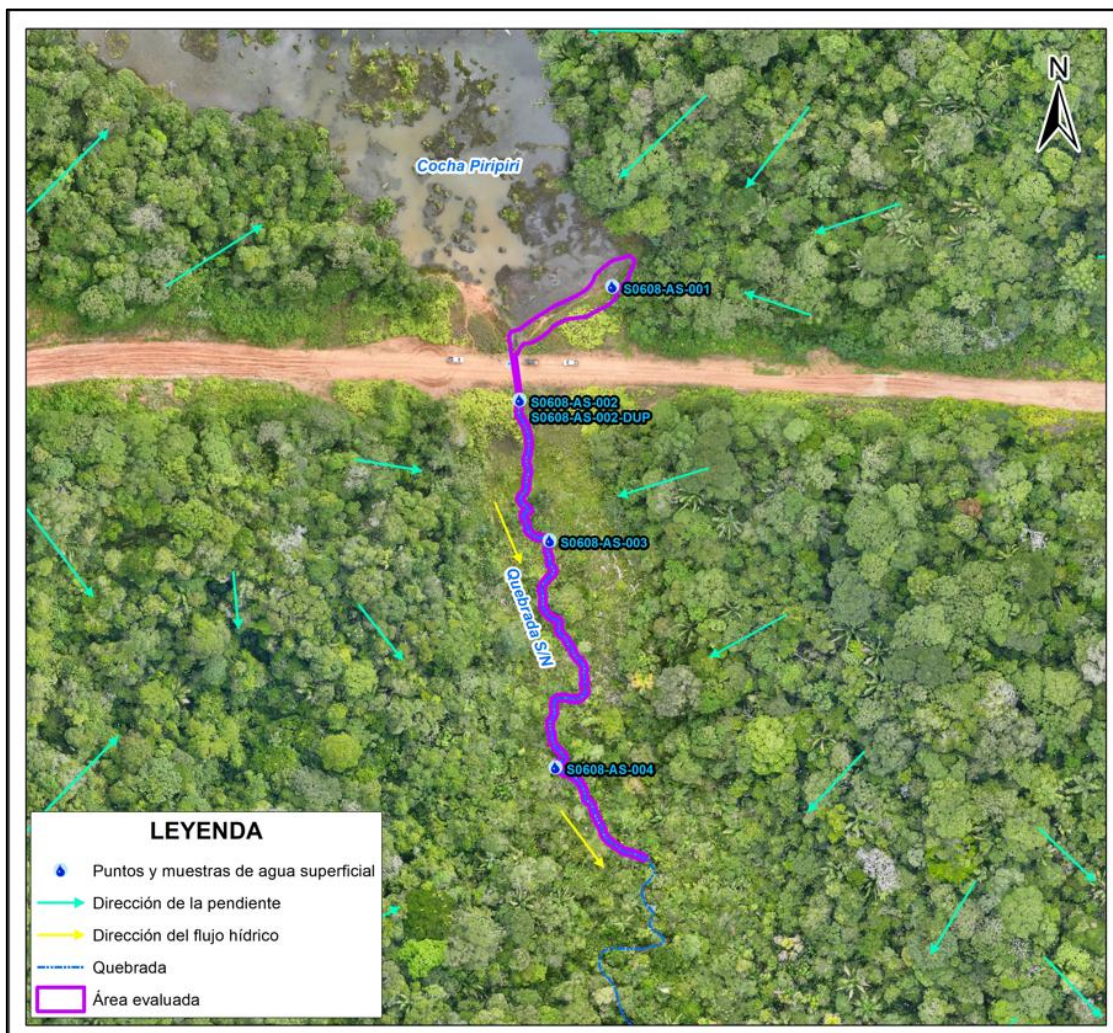 N
Cocha Piripiri
S0608-AS-001
S0608-AS-002
S0608-AS-002-DUP
S0608-AS-003
Quebrada S/N
S0608-AS-004
LEYENDA
Puntos y muestras de agua superficial
Dirección de la pendiente
Dirección del flujo hídrico
Quebrada
Área evaluada